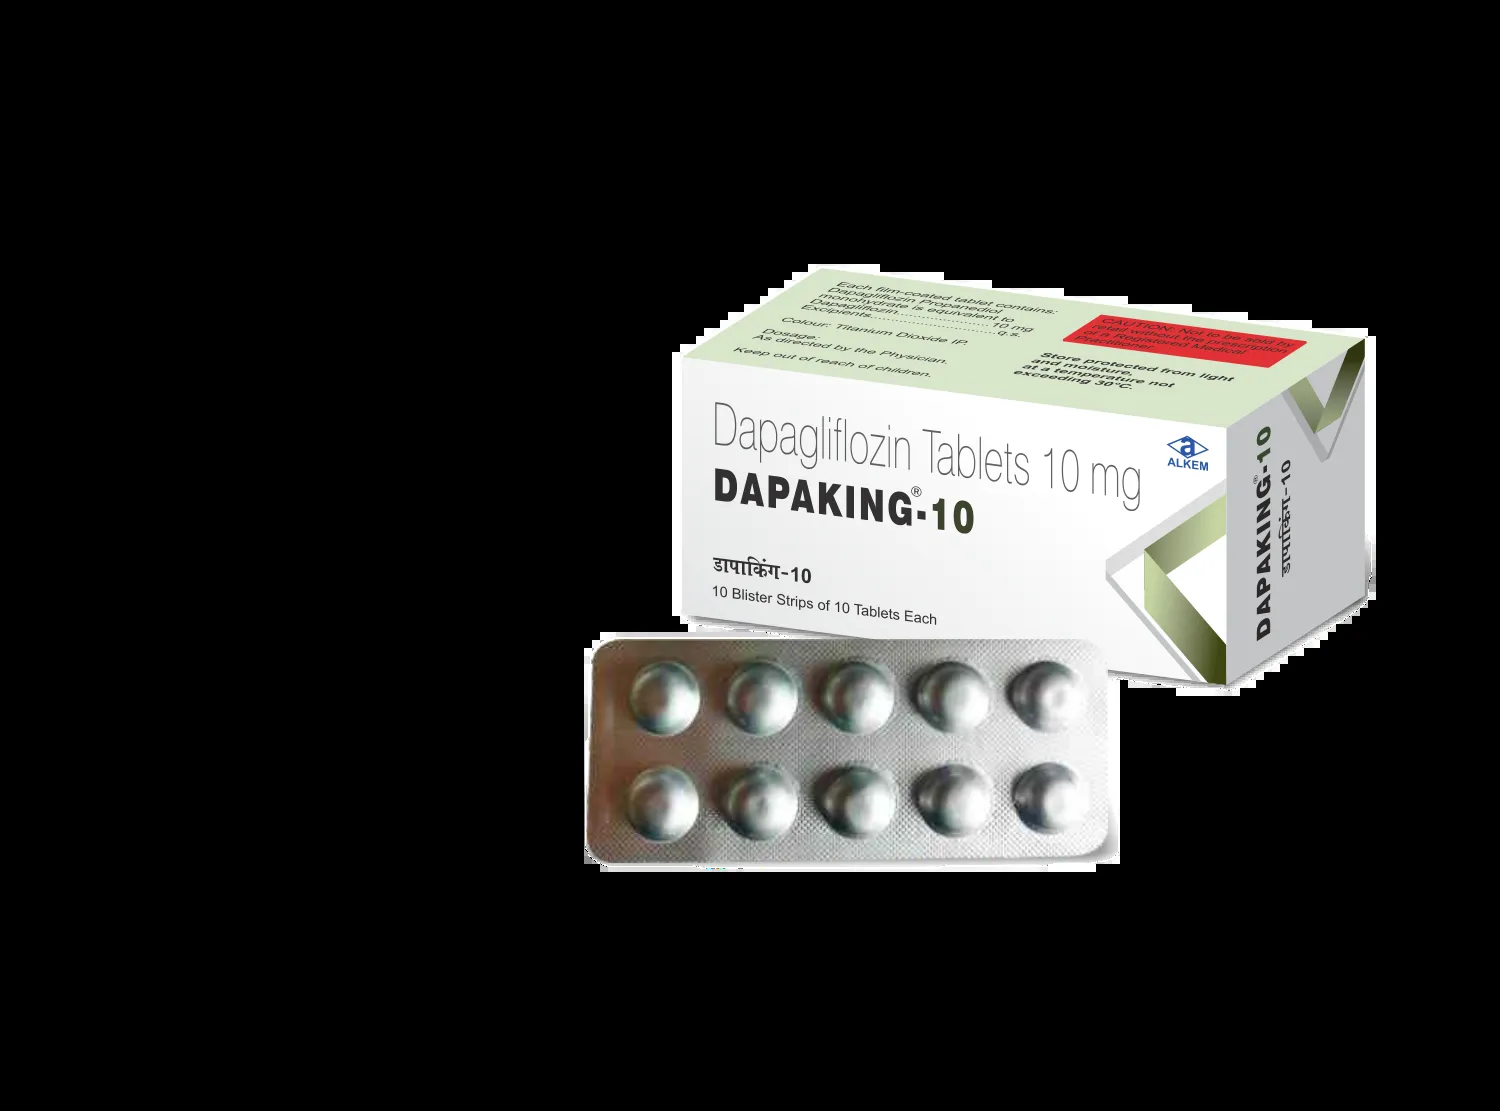 Each film-coated tablet contains:
Dapagliflozin Propanediol
monohydrate is equivalent to
Dapagliflozin........................10 mg
Excipients..................................q.s.
Colour: Titanium Dioxide IP.
Dosage:
As directed by the Physician.
Keep out of reach of children.
CAUTION: Not to be sold by
retail without the prescription
of a Registered Medical
Practitioner.
Store protected from light
and moisture,
at a temperature not
exceeding 30°C.
Dapagliflozin Tablets 10 mg
DAPAKING®-10
डापाकिंग-10
10 Blister Strips of 10 Tablets Each
a
ALKEM
DAPAKING®-10
डापाकिंग-10